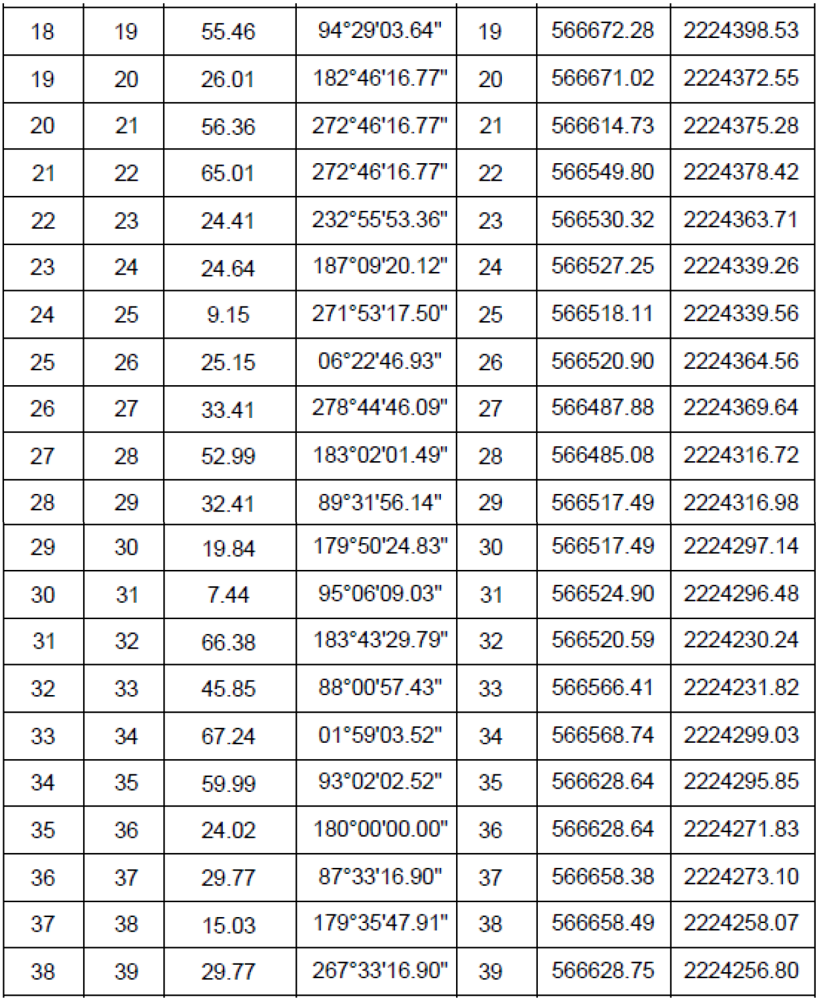 18 19 55.46 94°29'03.64" 19 566672.28 2224398.53
19 20 26.01 182°46'16.77" 20 566671.02 2224372.55
20 21 56.36 272°46'16.77" 21 566614.73 2224375.28
21 22 65.01 272°46'16.77" 22 566549.80 2224378.42
22 23 24.41 232°55'53.36" 23 566530.32 2224363.71
23 24 24.64 187°09'20.12" 24 566527.25 2224339.26
24 25 9.15 271°53'17.50" 25 566518.11 2224339.56
25 26 25.15 06°22'46.93" 26 566520.90 2224364.56
26 27 33.41 278°44'46.09" 27 566487.88 2224369.64
27 28 52.99 183°02'01.49" 28 566485.08 2224316.72
28 29 32.41 89°31'56.14" 29 566517.49 2224316.98
29 30 19.84 179°50'24.83" 30 566517.49 2224297.14
30 31 7.44 95°06'09.03" 31 566524.90 2224296.48
31 32 66.38 183°43'29.79" 32 566520.59 2224230.24
32 33 45.85 88°00'57.43" 33 566566.41 2224231.82
33 34 67.24 01°59'03.52" 34 566568.74 2224299.03
34 35 59.99 93°02'02.52" 35 566628.64 2224295.85
35 36 24.02 180°00'00.00" 36 566628.64 2224271.83
36 37 29.77 87°33'16.90" 37 566658.38 2224273.10
37 38 15.03 179°35'47.91" 38 566658.49 2224258.07
38 39 29.77 267°33'16.90" 39 566628.75 2224256.80